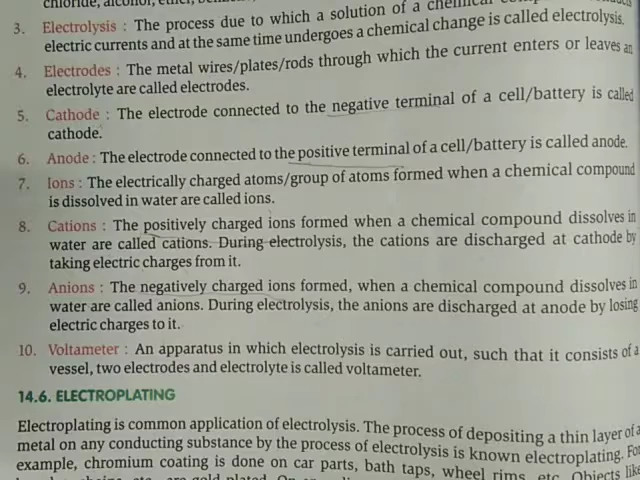 chloride, alcohol, ether,
3. Electrolysis : The process due to which a solution of a chemical
electric currents and at the same time undergoes a chemical change is called electrolysis.
4. Electrodes : The metal wires/plates/rods through which the current enters or leaves an
electrolyte are called electrodes.
5. Cathode : The electrode connected to the negative terminal of a cell/battery is called
cathode.
6. Anode : The electrode connected to the positive terminal of a cell/battery is called anode.
7. Ions : The electrically charged atoms/group of atoms formed when a chemical compound
is dissolved in water are called ions.
8. Cations : The positively charged ions formed when a chemical compound dissolves in
water are called cations. During electrolysis, the cations are discharged at cathode by
taking electric charges from it.
9. Anions : The negatively charged ions formed, when a chemical compound dissolves in
water are called anions. During electrolysis, the anions are discharged at anode by losing
electric charges to it.
10. Voltameter : An apparatus in which electrolysis is carried out, such that it consists of a
vessel, two electrodes and electrolyte is called voltameter.
14.6. ELECTROPLATING
Electroplating is common application of electrolysis. The process of depositing a thin layer of a
metal on any conducting substance by the process of electrolysis is known electroplating. For
example, chromium coating is done on car parts, bath taps, wheel rims, etc. Objects like
etc., are gold plated.